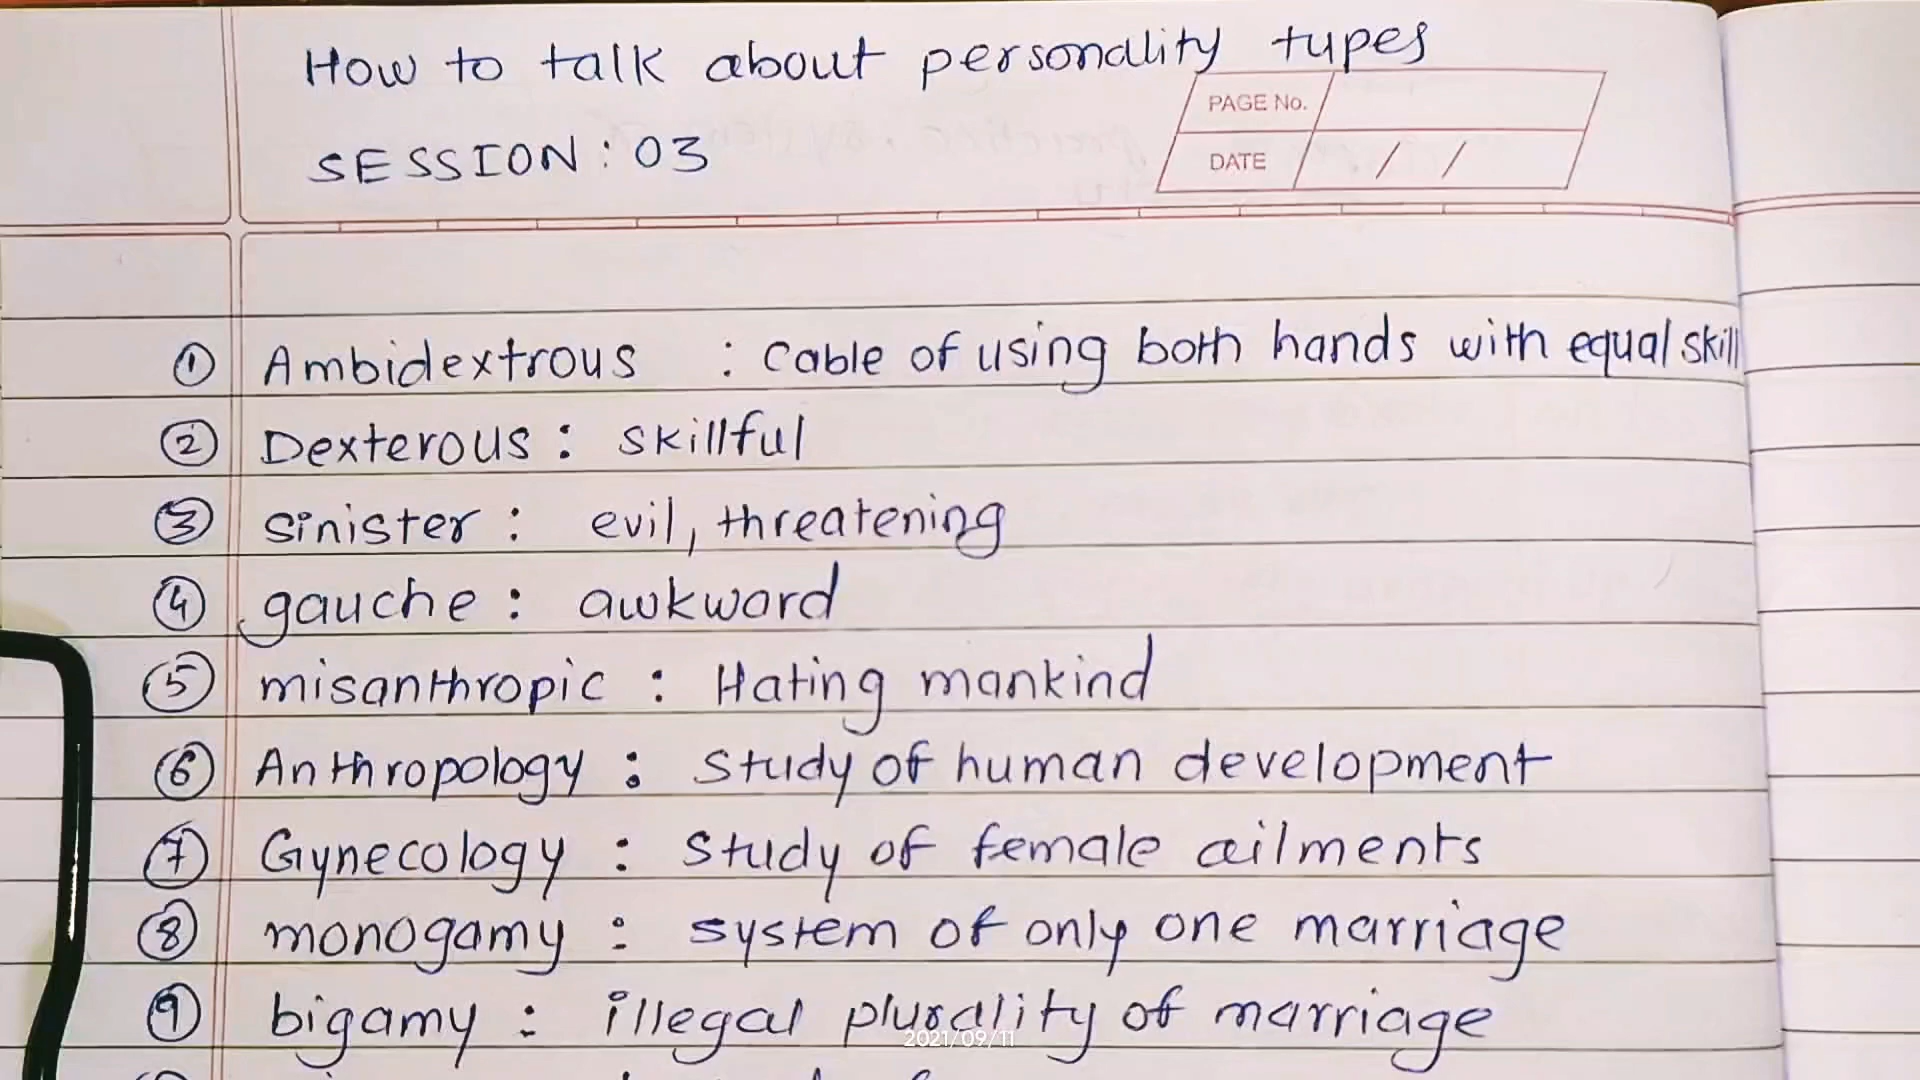 How to talk about personality types
SESSION : 03
PAGE No.
DATE / /
① Ambidextrous : Cable of using both hands with equal skill
② Dexterous : skillful
③ sinister : evil, threatening
④ gauche : awkword
⑤ misanthropic : Hating mankind
⑥ Anthropology : study of human development
⑦ Gynecology : study of female ailments
⑧ monogamy : system of only one marriage
⑨ bigamy : illegal plurality of marriage
2021/09/11